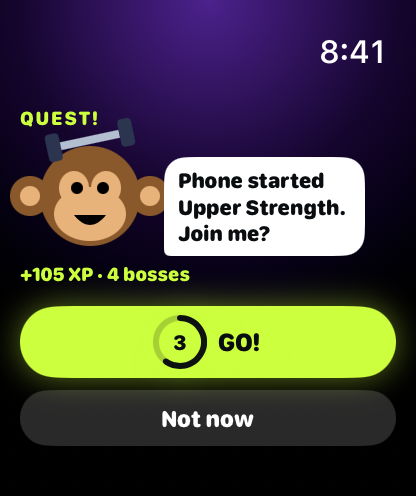 8:41
QUEST!
Phone started
Upper Strength.
Join me?
+105 XP · 4 bosses
3 GO!
Not now